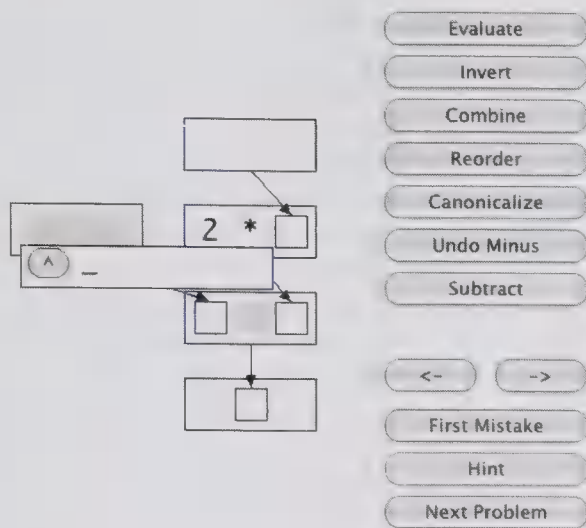 Evaluate
Invert
Combine
Reorder
Canonicalize
2 *
Undo Minus
^ _
Subtract
<- ->
First Mistake
Hint
Next Problem